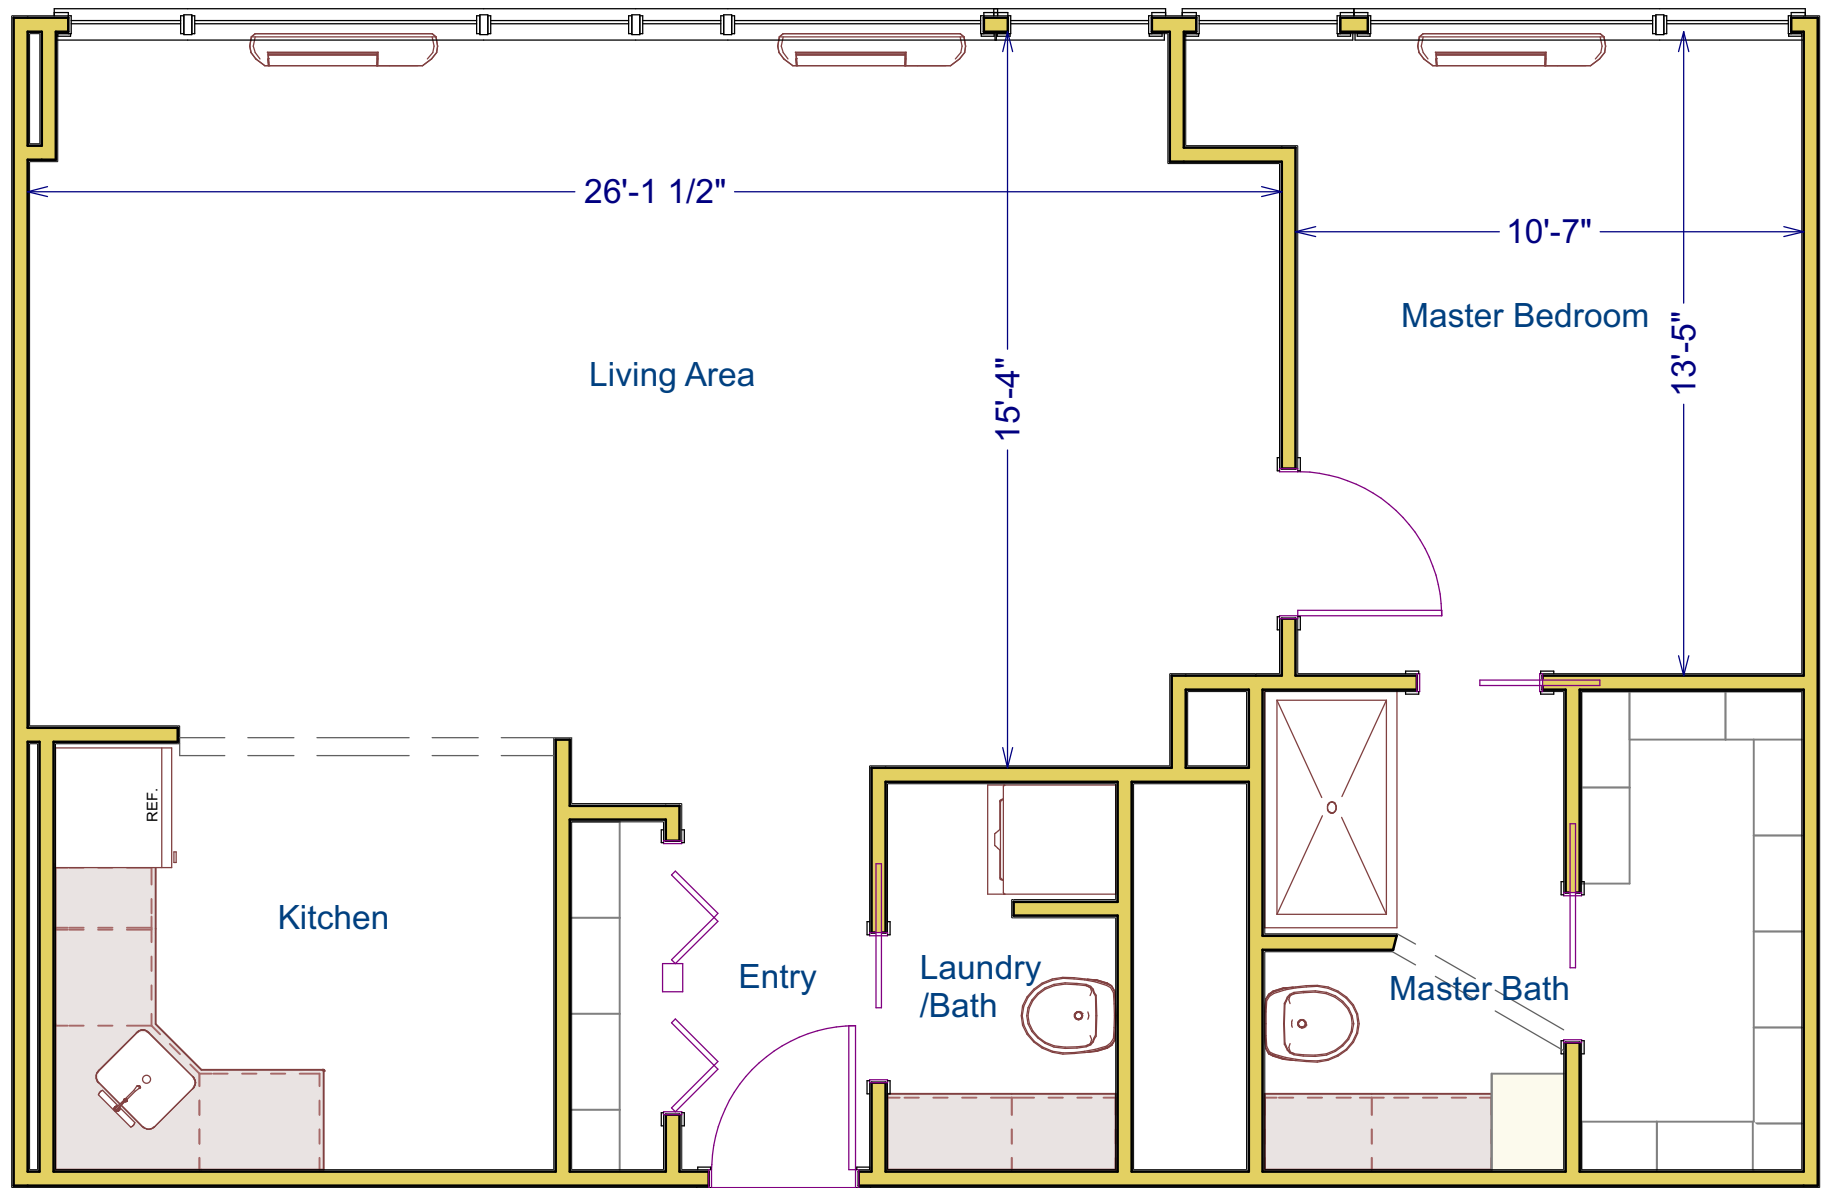 26'-1 1/2"
10'-7"
Master Bedroom
13'-5"
Living Area
15'-4"
REF.
Kitchen
Entry
Laundry
/Bath
Master Bath